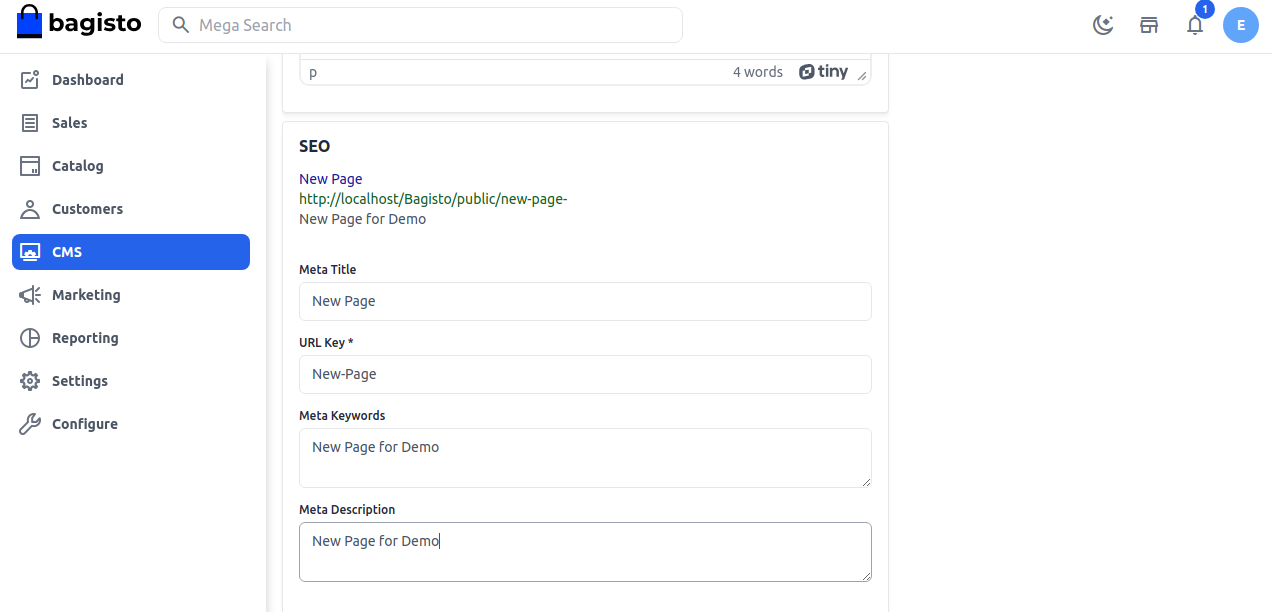 bagisto
Mega Search
1
E
Dashboard
Sales
Catalog
Customers
CMS
Marketing
Reporting
Settings
Configure
p
4 words
tiny
SEO
New Page
http://localhost/Bagisto/public/new-page-
New Page for Demo
Meta Title
New Page
URL Key *
New-Page
Meta Keywords
New Page for Demo
Meta Description
New Page for Demo